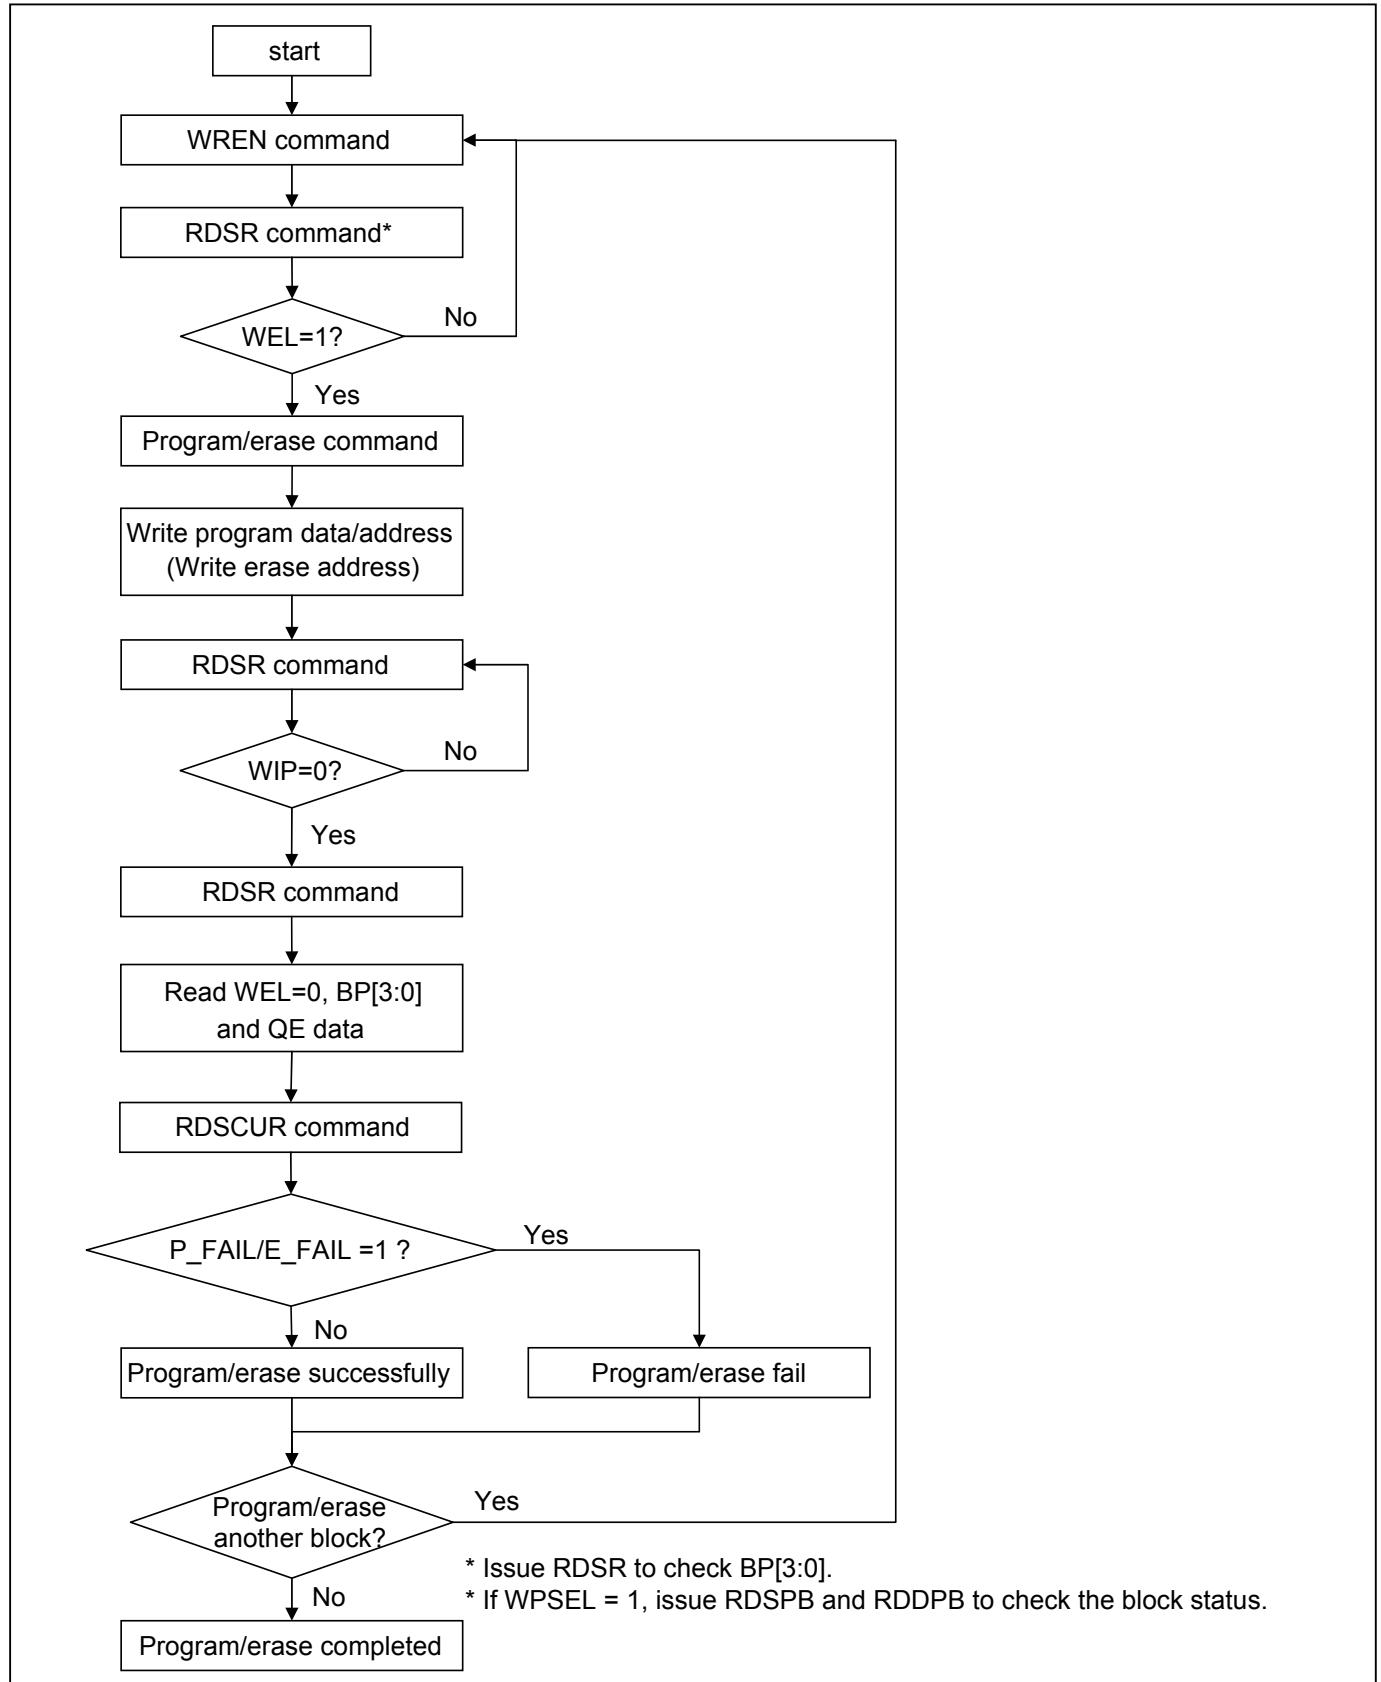 start
WREN command
RDSR command*
WEL=1?
No
Yes
Program/erase command
Write program data/address
(Write erase address)
RDSR command
WIP=0?
No
Yes
RDSR command
Read WEL=0, BP[3:0]
and QE data
RDSCUR command
P_FAIL/E_FAIL =1 ?
Yes
No
Program/erase successfully
Program/erase fail
Program/erase
another block?
Yes
* Issue RDSR to check BP[3:0].
* If WPSEL = 1, issue RDSPB and RDDPB to check the block status.
No
Program/erase completed